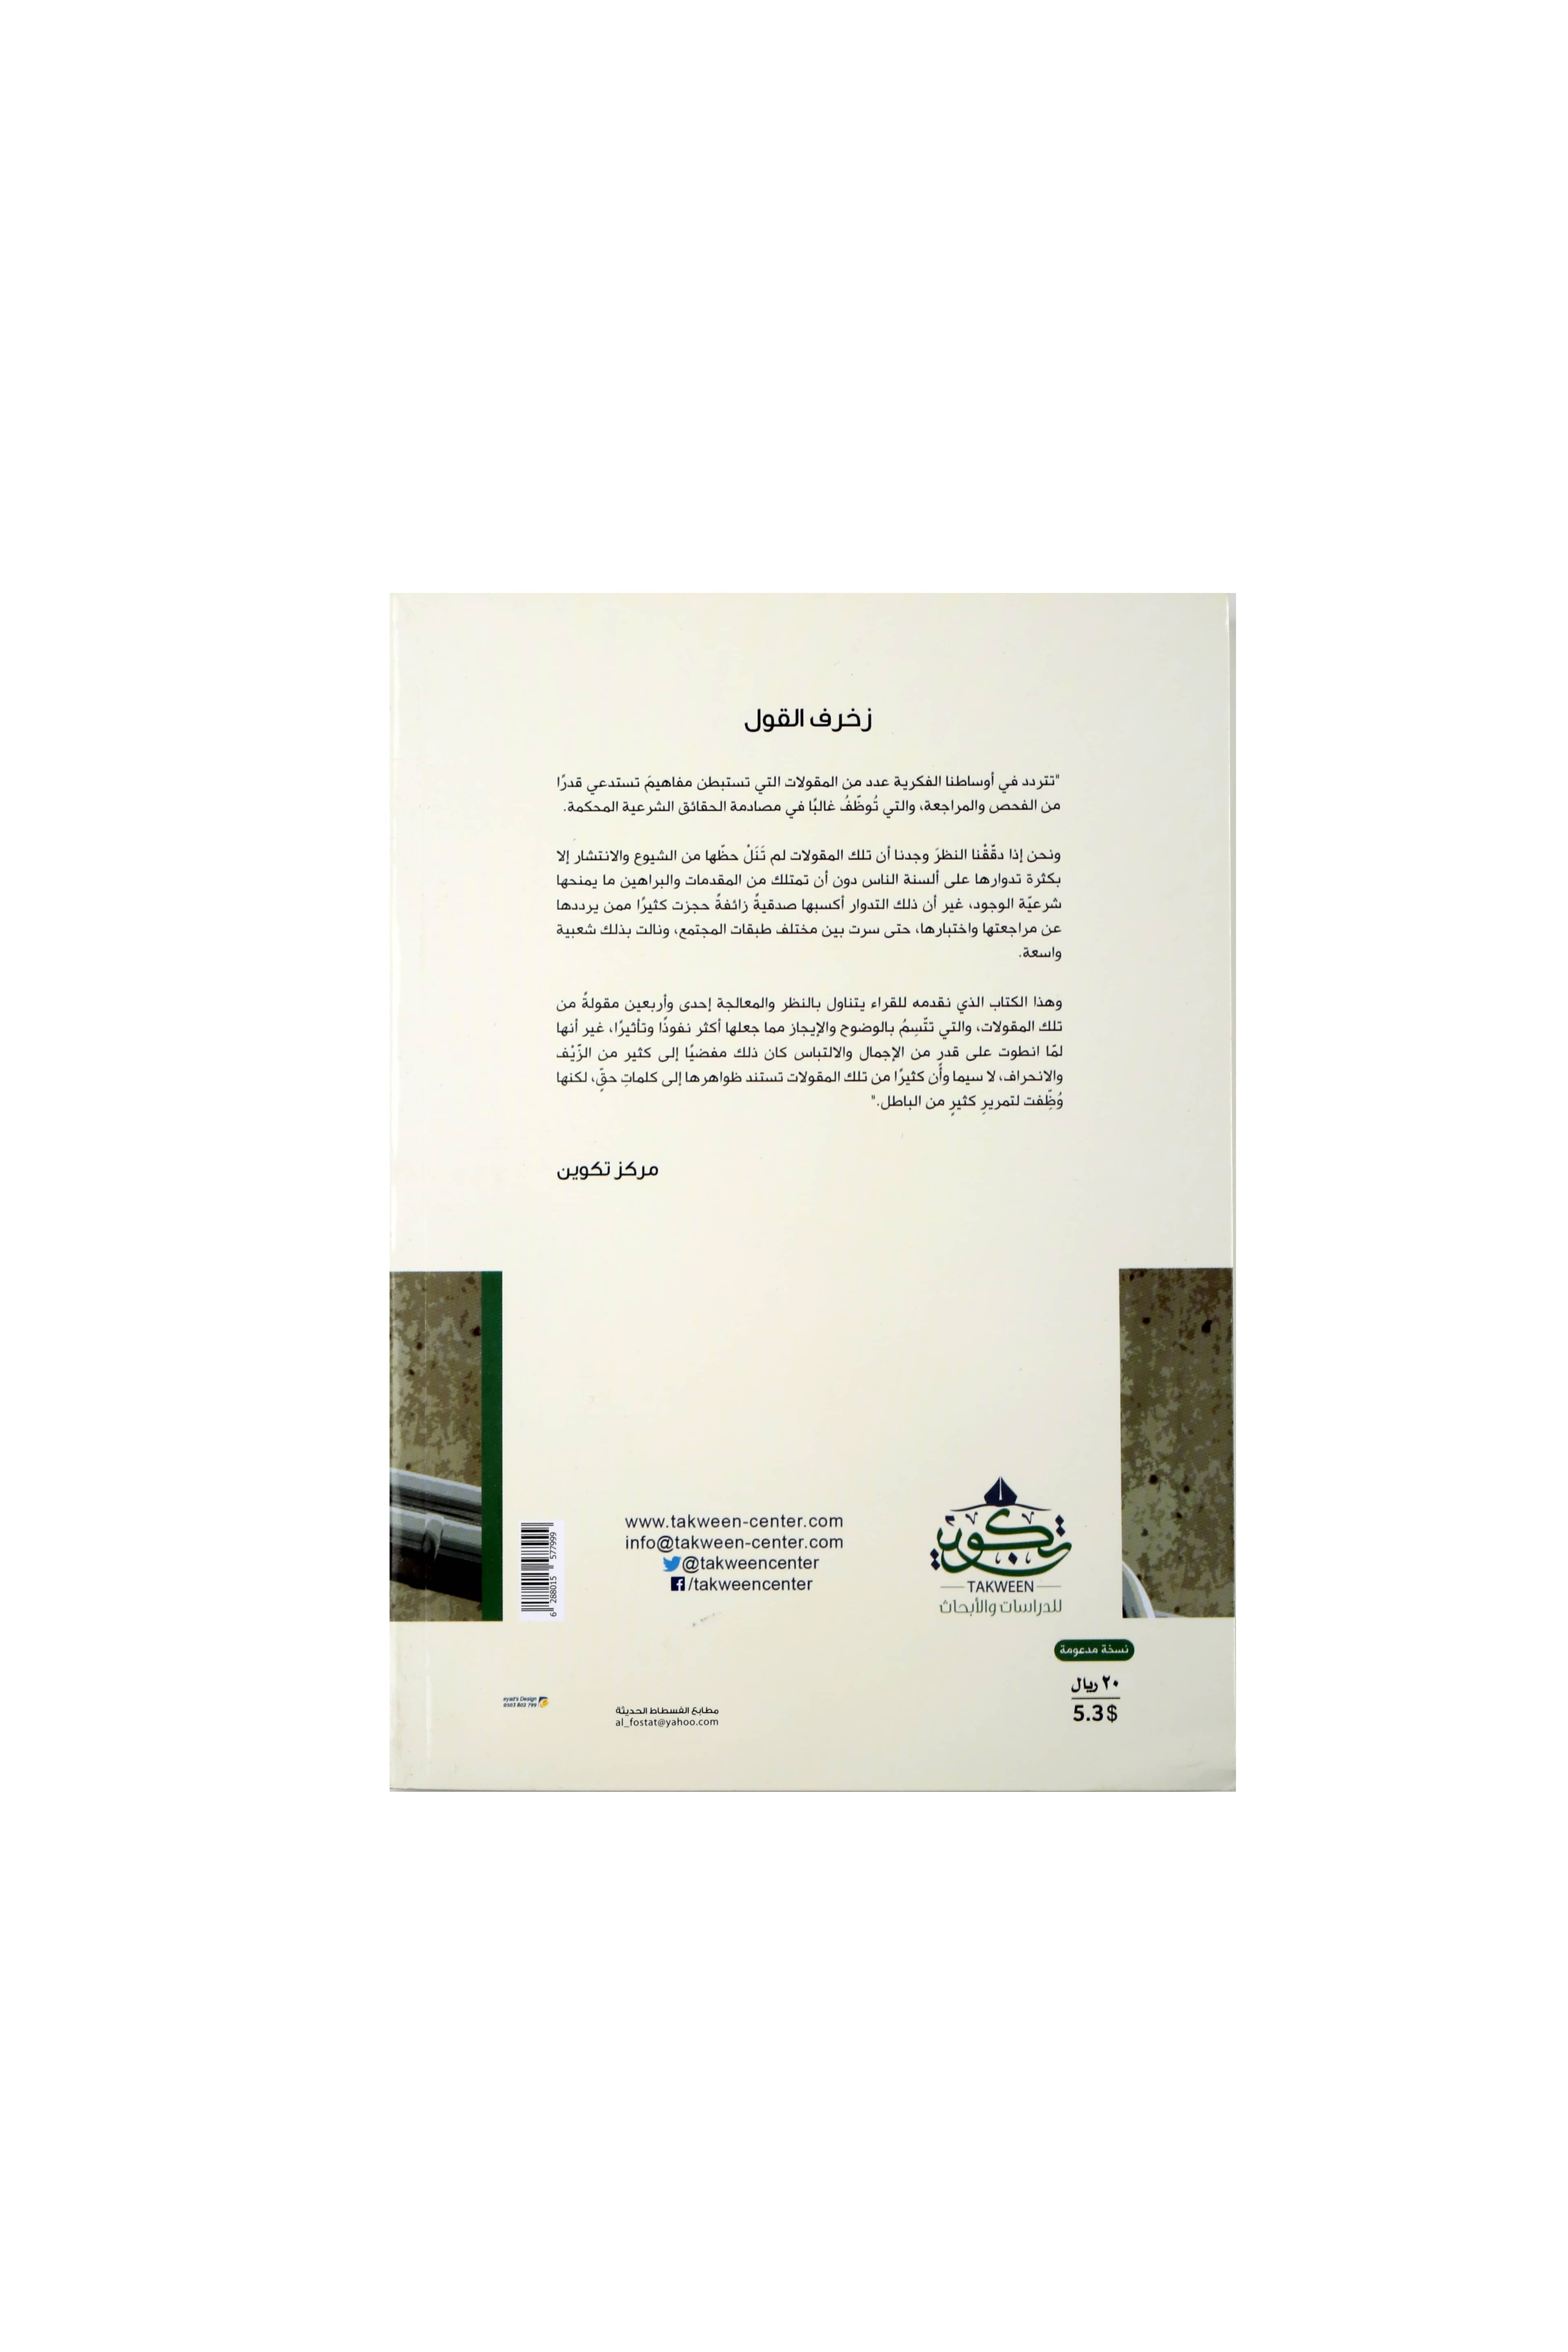 زخرف القول
"تتردد في أوساطنا الفكرية عدد من المقولات التي تستبطن مفاهيمَ تستدعي قدرًا
من الفحص والمراجعة، والتي تُوظّفُ غالبًا في مصادمة الحقائق الشرعية المحكمة.
ونحن إذا دقّقْنا النظرَ وجدنا أن تلك المقولات لم تَنَلْ حظّها من الشيوع والانتشار إلا
بكثرة تدوارها على ألسنة الناس دون أن تمتلك من المقدمات والبراهين ما يمنحها
شرعيّة الوجود، غير أن ذلك التدوار أكسبها صدقيةً زائفةً حجزت كثيرًا ممن يرددها
عن مراجعتها واختبارها، حتى سرت بين مختلف طبقات المجتمع، ونالت بذلك شعبية
واسعة.
وهذا الكتاب الذي نقدمه للقراء يتناول بالنظر والمعالجة إحدى وأربعين مقولةً من
تلك المقولات، والتي تتّسِمُ بالوضوح والإيجاز مما جعلها أكثر نفوذًا وتأثيرًا، غير أنها
لمّا انطوت على قدرٍ من الإجمال والالتباس كان ذلك مفضيًا إلى كثير من الزّيْف
والانحراف، لا سيما وأن كثيرًا من تلك المقولات تستند ظواهرها إلى كلماتِ حقٍّ، لكنها
وُظِّفت لتمريرِ كثيرٍ من الباطل."
مركز تكوين
www.takween-center.com
info@takween-center.com
@takweencenter
/takweencenter
تكوين
TAKWEEN
للدراسات والأبحاث
6 288015 577999
نسخة مدعومة
٢٠ ريال
5.3$
eyad's Design
0503 802 799
مطابع الفسطاط الحديثة
al_fostat@yahoo.com